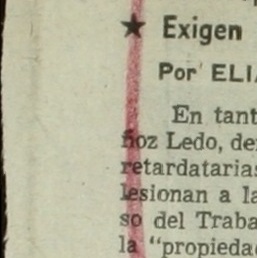 ★ Exigen
Por ELI
En tant
ñoz Ledo, de
retardatarias
lesionan a la
so del Traba
la "propieda